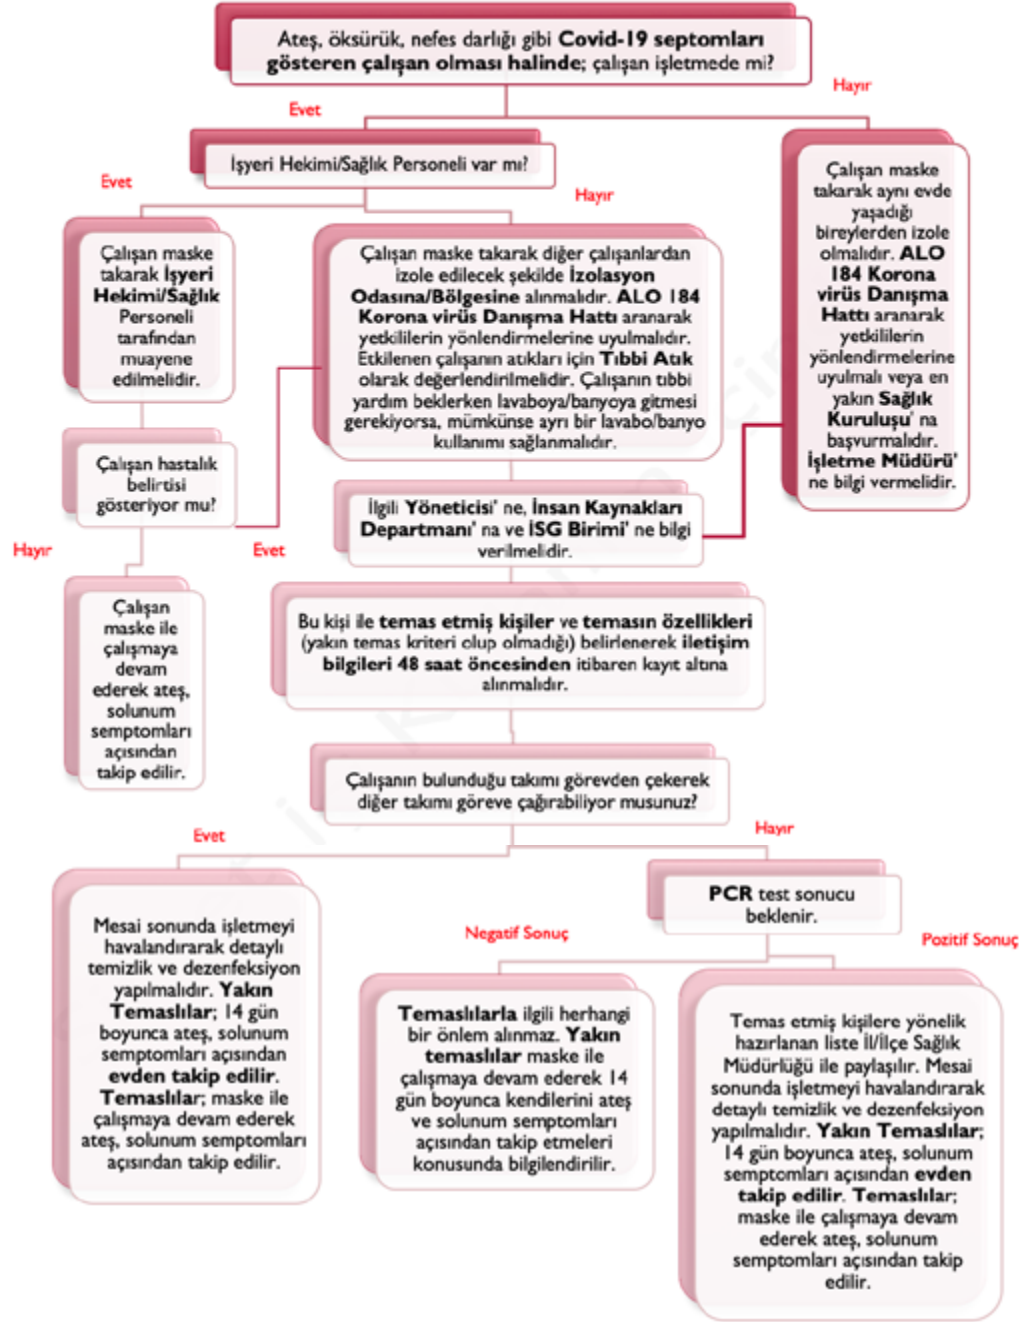 Ateş, öksürük, nefes darlığı gibi Covid-19 septomları
gösteren çalışan olması halinde; çalışan işletmede mi?
Hayır
Evet
İşyeri Hekimi/Sağlık Personeli var mı?
Evet
Hayır
Çalışan maske
takarak aynı evde
yaşadığı
bireylerden izole
olmalıdır. ALO
184 Korona
virüs Danışma
Hattı aranarak
yetkililerin
yönlendirmelerine
uyulmalı veya en
yakın Sağlık
Kuruluşu' na
başvurmalıdır.
İşletme Müdürü'
ne bilgi vermelidir.
Çalışan maske
takarak İşyeri
Hekimi/Sağlık
Personeli
tarafından
muayene
edilmelidir.
Çalışan maske takarak diğer çalışanlardan
izole edilecek şekilde İzolasyon
Odasına/Bölgesine alınmalıdır. ALO 184
Korona virüs Danışma Hattı aranarak
yetkililerin yönlendirmelerine uyulmalıdır.
Etkilenen çalışanın atıkları için Tıbbi Atık
olarak değerlendirilmelidir. Çalışanın tıbbi
yardım beklerken lavaboya/banyoya gitmesi
gerekiyorsa, mümkünse ayrı bir lavabo/banyo
kullanımı sağlanmalıdır.
Çalışan hastalık
belirtisi
gösteriyor mu?
Hayır
Evet
İlgili Yöneticisi' ne, İnsan Kaynakları
Departmanı' na ve İSG Birimi' ne bilgi
verilmelidir.
Çalışan
maske ile
çalışmaya
devam
ederek ateş,
solunum
semptomları
açısından
takip edilir.
Bu kişi ile temas etmiş kişiler ve temasın özellikleri
(yakın temas kriteri olup olmadığı) belirlenerek iletişim
bilgileri 48 saat öncesinden itibaren kayıt altına
alınmalıdır.
Çalışanın bulunduğu takımı görevden çekerek
diğer takımı göreve çağırabiliyor musunuz?
Evet
Hayır
Mesai sonunda işletmeyi
havalandırarak detaylı
temizlik ve dezenfeksiyon
yapılmalıdır. Yakın
Temaslılar; 14 gün
boyunca ateş, solunum
semptomları açısından
evden takip edilir.
Temaslılar; maske ile
çalışmaya devam ederek
ateş, solunum semptomları
açısından takip edilir.
PCR test sonucu
beklenir.
Negatif Sonuç
Pozitif Sonuç
Temaslılarla ilgili herhangi
bir önlem alınmaz. Yakın
temaslılar maske ile
çalışmaya devam ederek 14
gün boyunca kendilerini ateş
ve solunum semptomları
açısından takip etmeleri
konusunda bilgilendirilir.
Temas etmiş kişilere yönelik
hazırlanan liste İl/İlçe Sağlık
Müdürlüğü ile paylaşılır. Mesai
sonunda işletmeyi havalandırarak
detaylı temizlik ve dezenfeksiyon
yapılmalıdır. Yakın Temaslılar;
14 gün boyunca ateş, solunum
semptomları açısından evden
takip edilir. Temaslılar;
maske ile çalışmaya devam
ederek ateş, solunum
semptomları açısından takip
edilir.